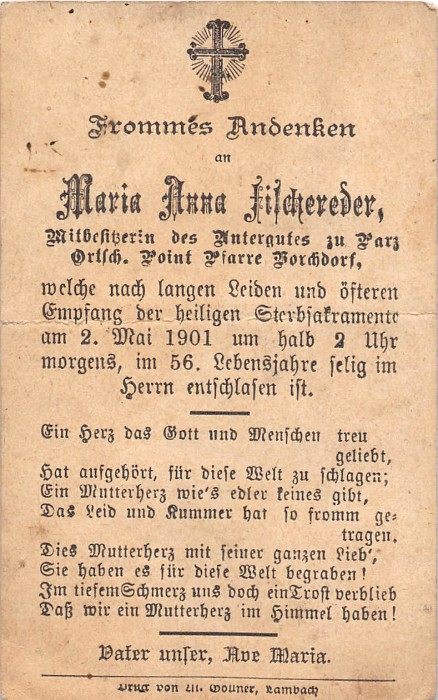 Frommes Andenken
an
Maria Anna Fischereder,
Mitbesitzerin des Untergutes zu Parz
Ortsch. Point Pfarre Vorchdorf,
welche nach langen Leiden und öfteren
Empfang der heiligen Sterbsakramente
am 2. Mai 1901 um halb 2 Uhr
morgens, im 56. Lebensjahre selig im
Herrn entschlafen ist.
Ein Herz das Gott und Menschen treu
geliebt,
Hat aufgehört, für diese Welt zu schlagen;
Ein Mutterherz wie's edler keines gibt,
Das Leid und Kummer hat so fromm ge-
tragen.
Dies Mutterherz mit seiner ganzen Lieb',
Sie haben es für diese Welt begraben!
Im tiefem Schmerz uns doch ein Trost verblieb
Daß wir ein Mutterherz im Himmel haben!
Vater unser, Ave Maria.
Druck von M. Lambach